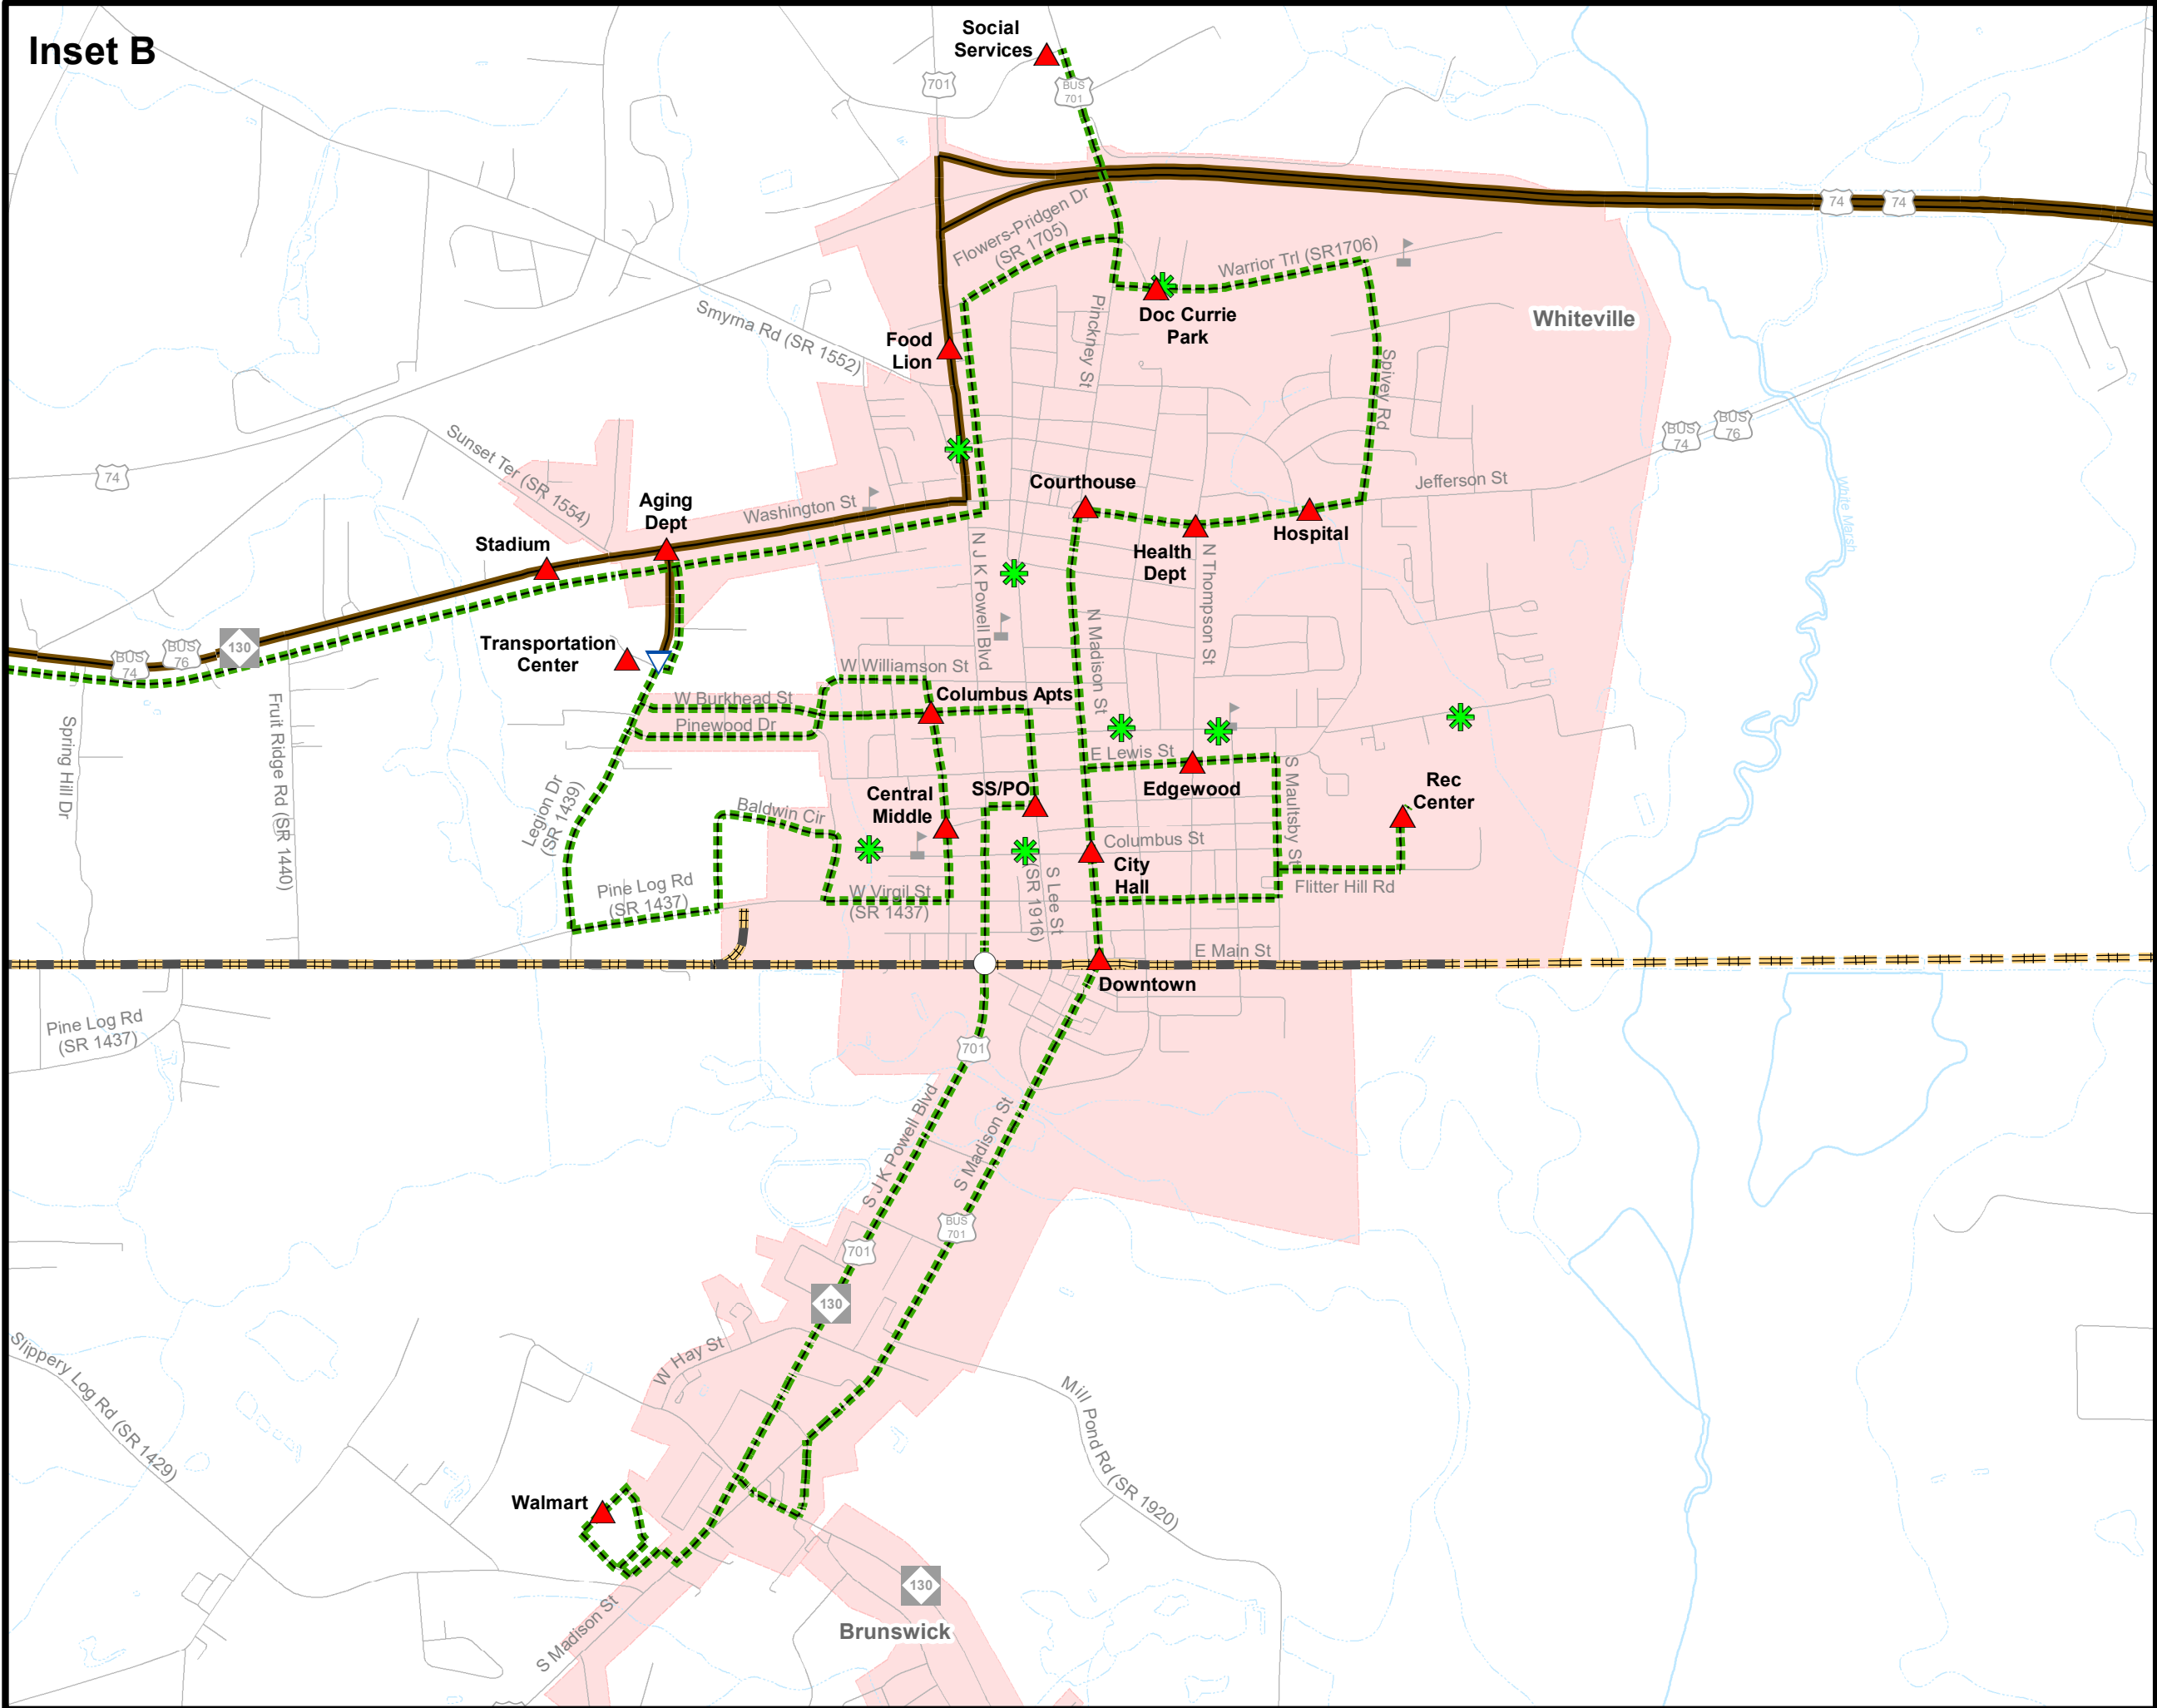 Inset B
Social
Services
701
BUS
701
74
74
Flowers-Pridgen Dr
(SR 1705)
Warrior Trl (SR1706)
Doc Currie
Park
Pinckney St
Whiteville
Smyrna Rd (SR 1552)
Food
Lion
Spivey Rd
BUS
74
BUS
76
Sunset Ter (SR 1554)
74
Jefferson St
Courthouse
Aging
Dept
Washington St
White Marsh
Stadium
Hospital
Health
Dept
N J K Powell Blvd
N Thompson St
N Madison St
130
BUS
76
BUS
74
Transportation
Center
W Williamson St
Columbus Apts
W Burkhead St
Pinewood Dr
Spring Hill Dr
Fruit Ridge Rd (SR 1440)
E Lewis St
Edgewood
S Maultsby St
Rec
Center
Legion Dr
(SR 1439)
Baldwin Cir
Central
Middle
SS/PO
Columbus St
City
Hall
Flitter Hill Rd
Pine Log Rd
(SR 1437)
W Virgil St
(SR 1437)
S Lee St
(SR 1916)
E Main St
Downtown
Pine Log Rd
(SR 1437)
701
S J K Powell Blvd
S Madison St
BUS
701
701
130
W Hay St
Slippery Log Rd (SR 1429)
Mill Pond Rd (SR 1920)
Walmart
130
Brunswick
S Madison St